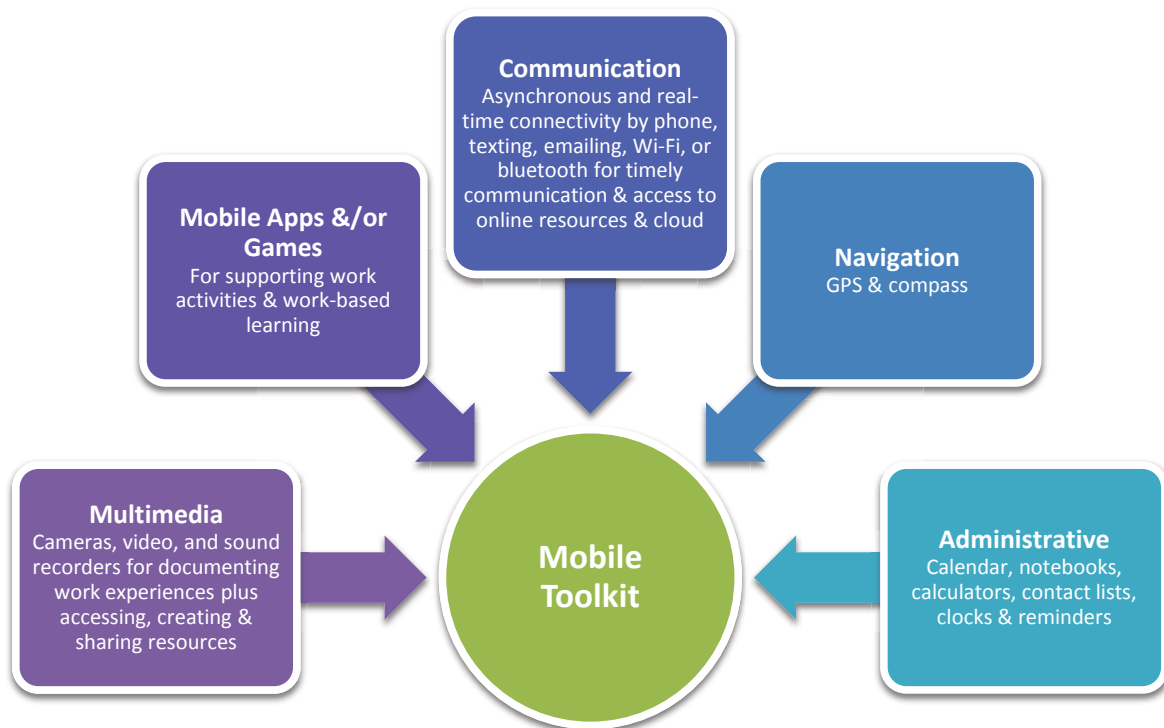 Communication
Asynchronous and real-
time connectivity by phone,
texting, emailing, Wi-Fi, or
bluetooth for timely
communication & access to
online resources & cloud
Mobile Apps &/or
Games
For supporting work
activities & work-based
learning
Navigation
GPS & compass
Multimedia
Cameras, video, and sound
recorders for documenting
work experiences plus
accessing, creating &
sharing resources
Mobile
Toolkit
Administrative
Calendar, notebooks,
calculators, contact lists,
clocks & reminders